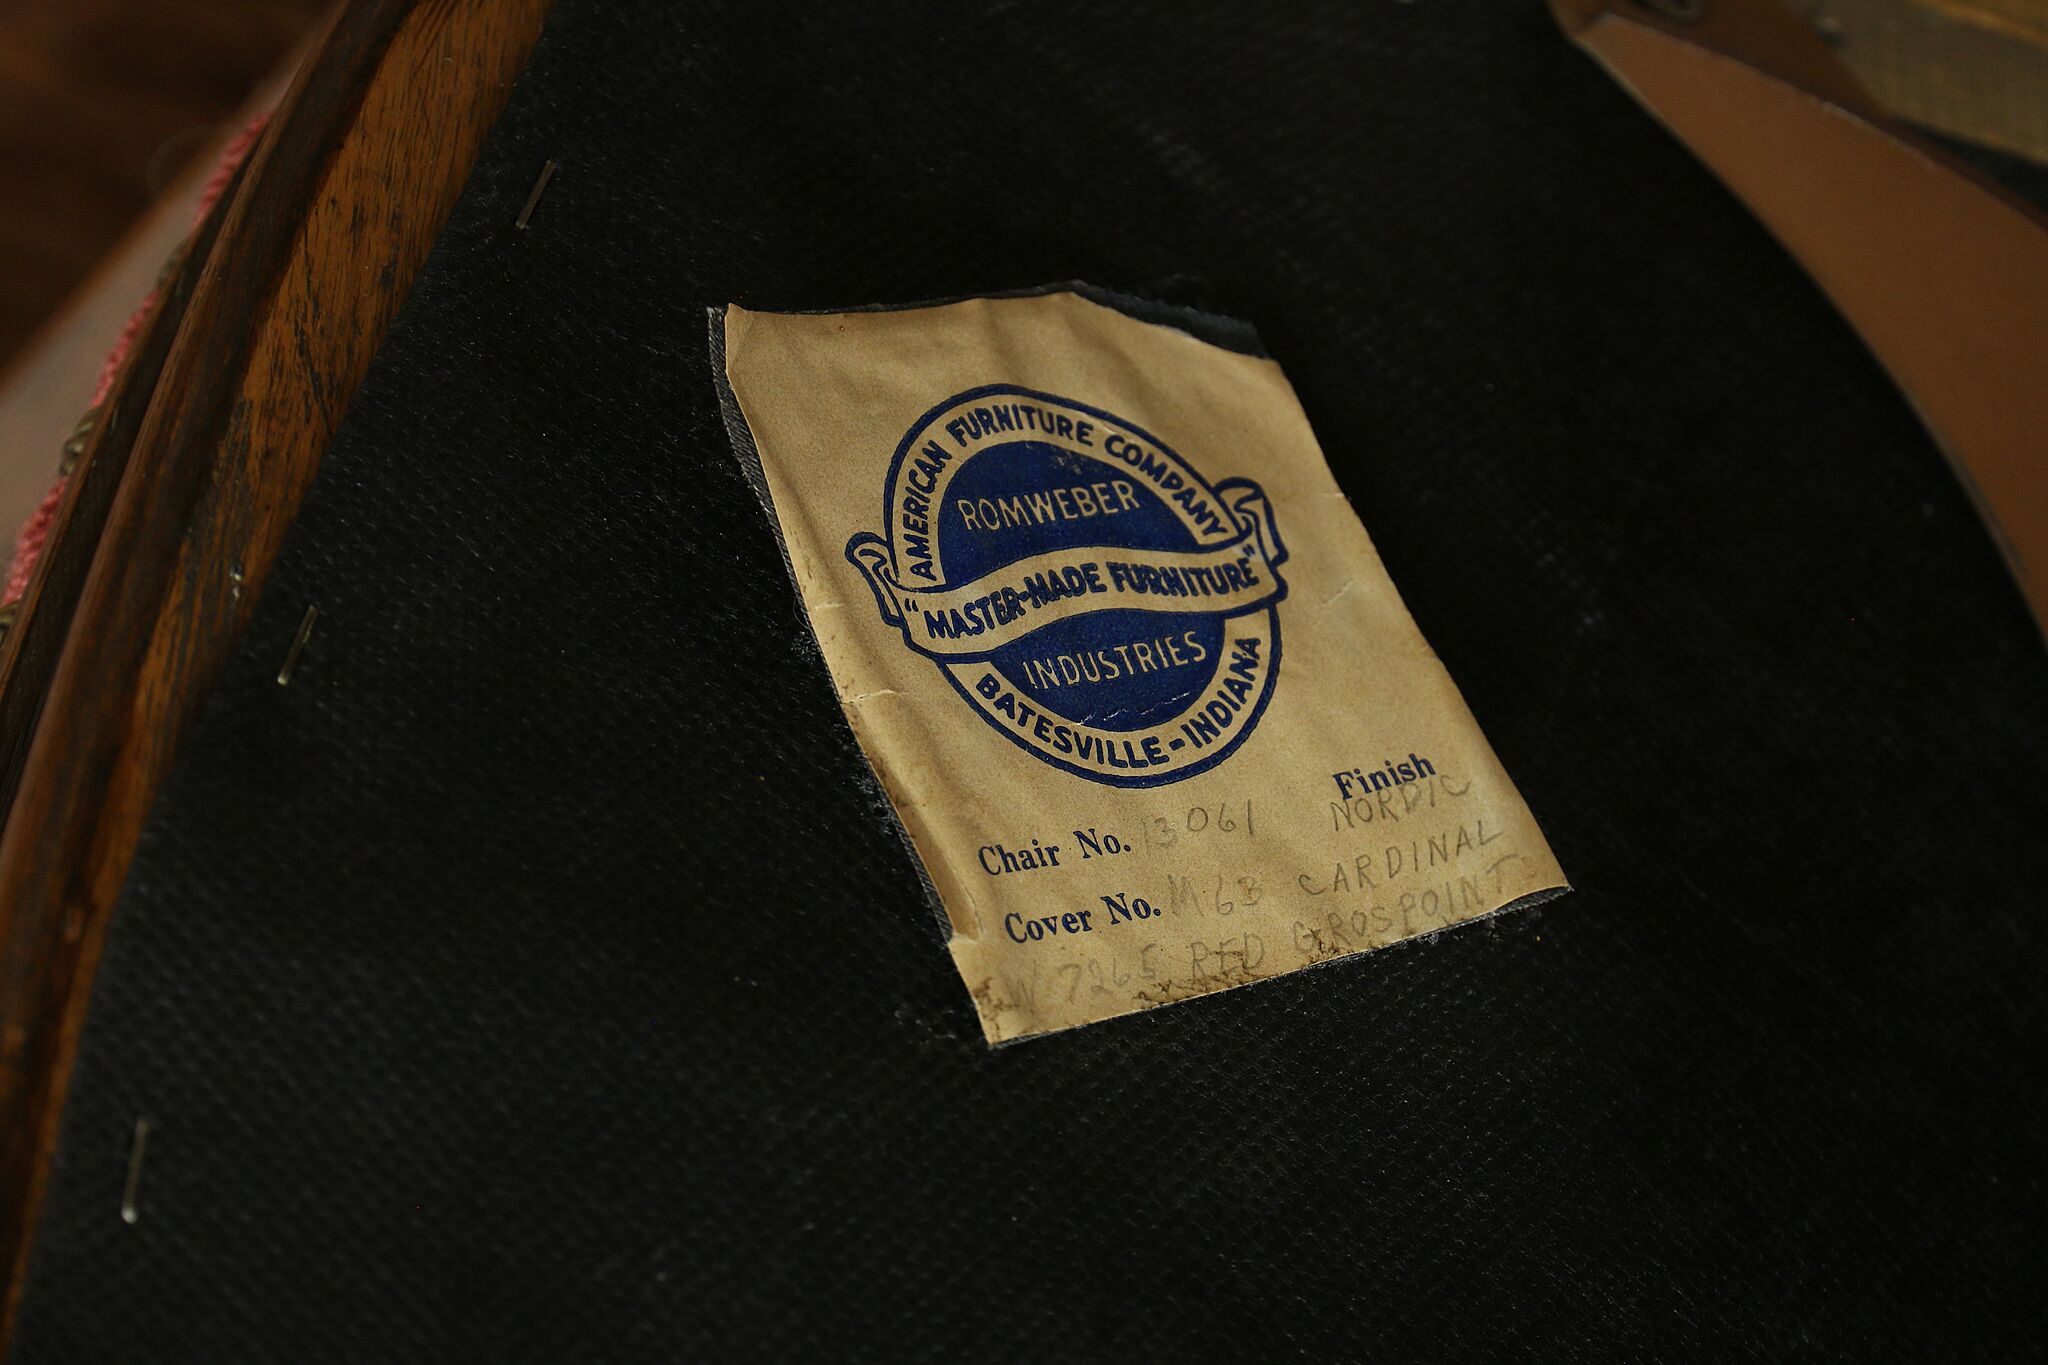 AMERICAN FURNITURE COMPANY
ROMWEBER
"MASTER-MADE FURNITURE"
INDUSTRIES
BATESVILLE-INDIANA
Finish
Chair No. 13061 NORDIC
Cover No. M63 CARDINAL
W 7265 RED GROSPOINT